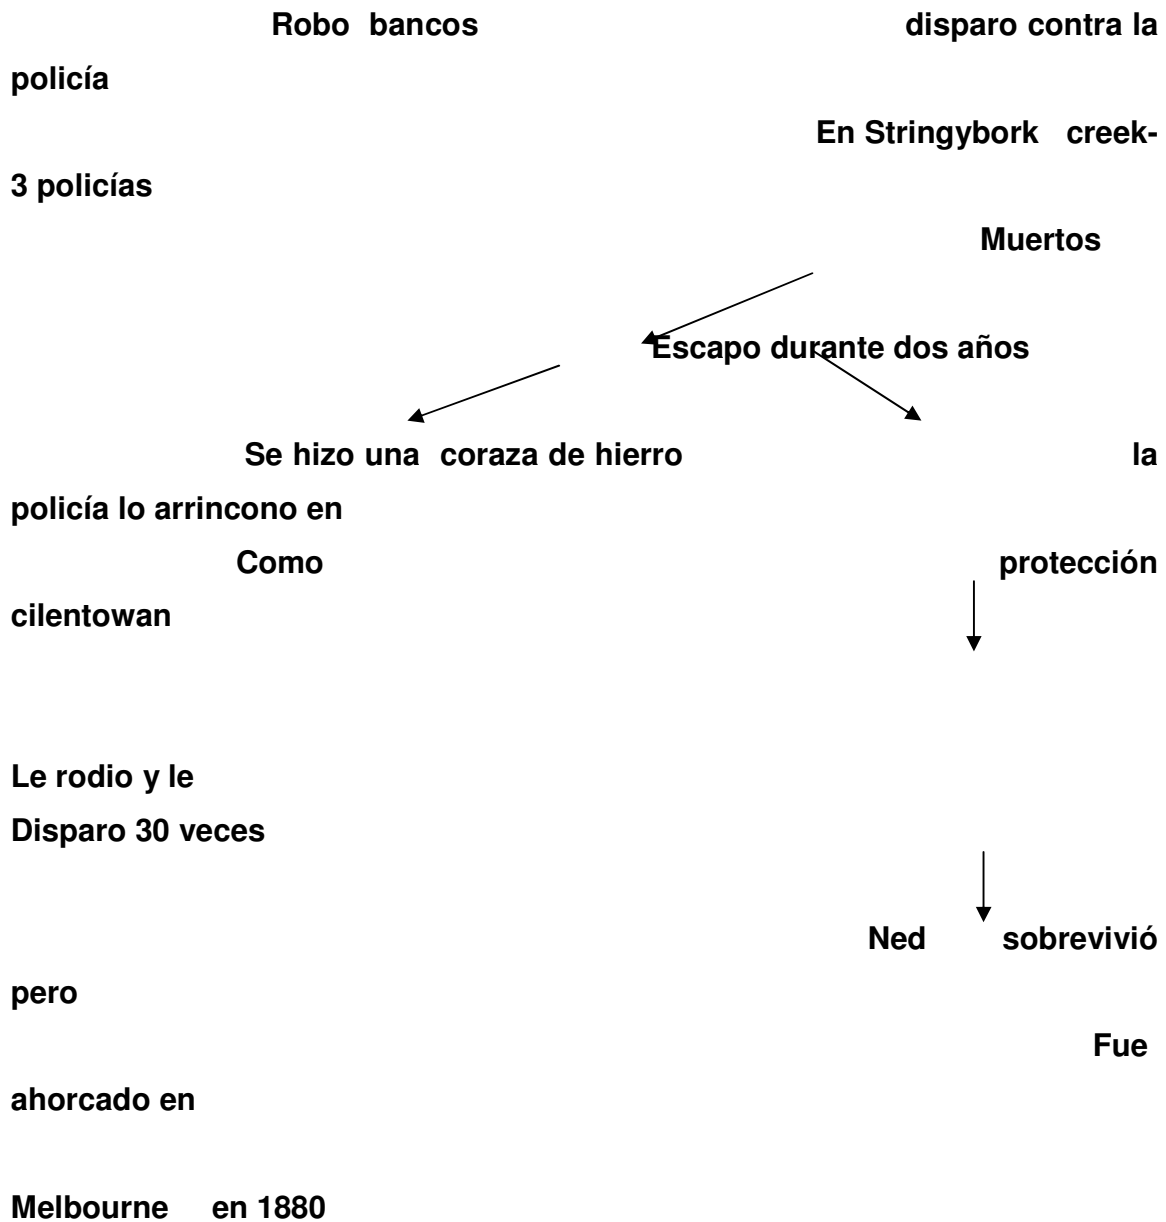 Robo bancos disparo contra la
policía
En Stringybork creek-
3 policías
Muertos
Escapo durante dos años
Se hizo una coraza de hierro la
policía lo arrincono en
Como protección
cilentowan
Le rodio y le
Disparo 30 veces
Ned sobrevivió
pero
Fue
ahorcado en
Melbourne en 1880